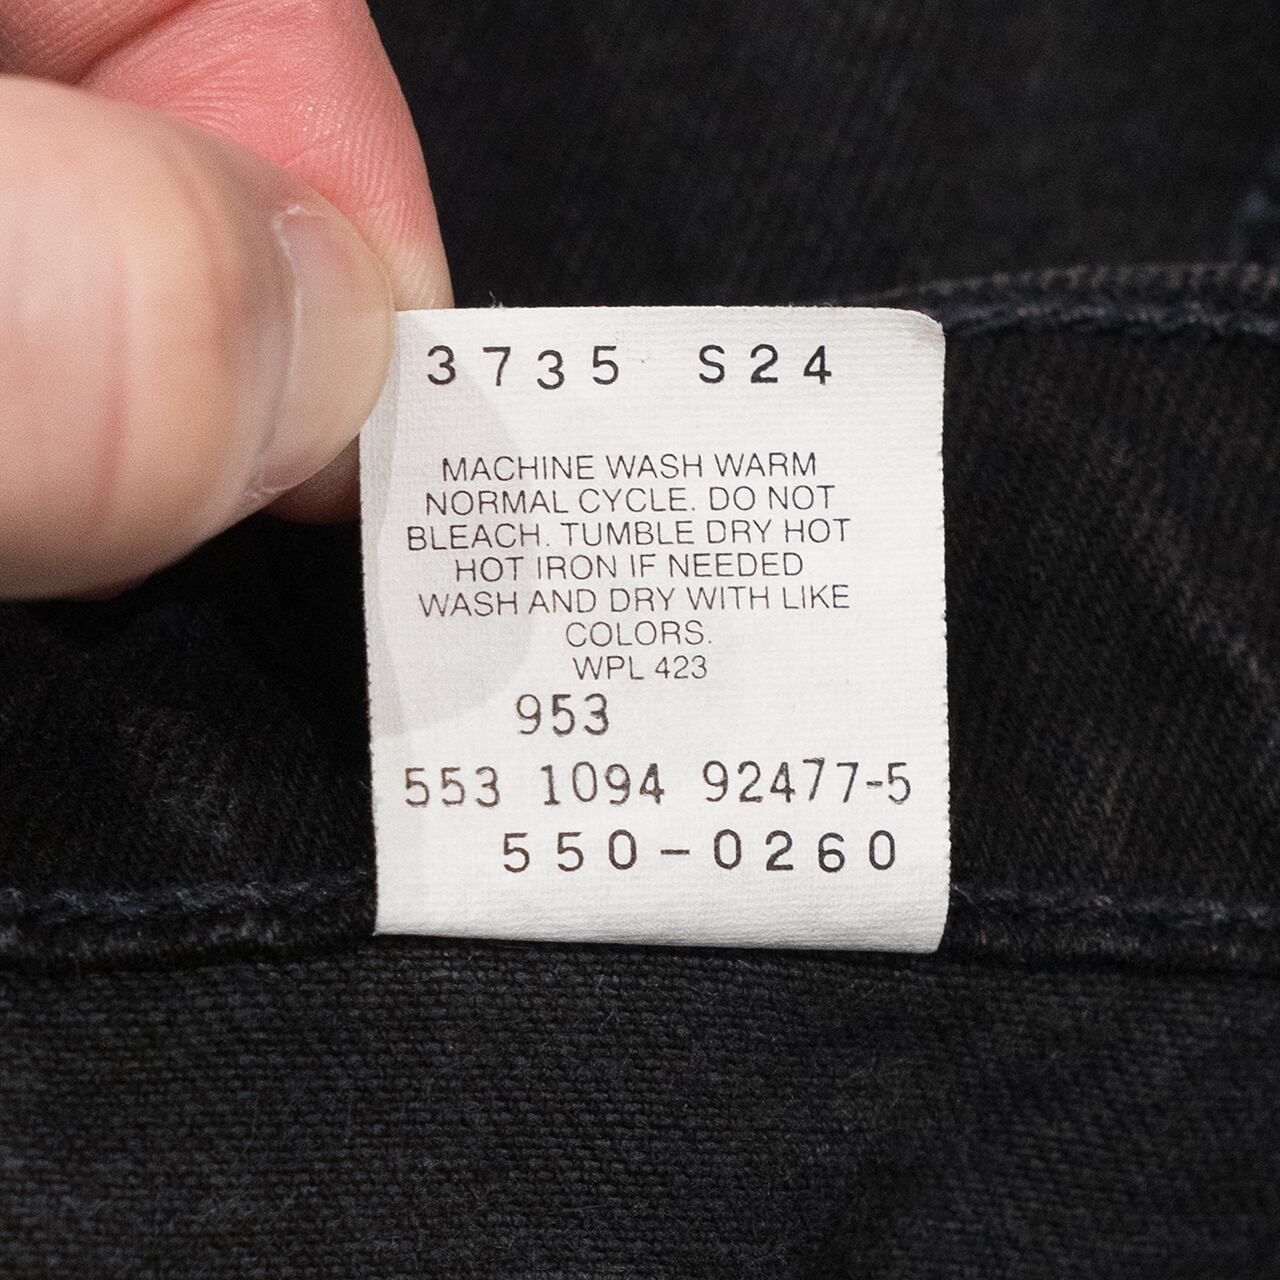 3735 S24
MACHINE WASH WARM
NORMAL CYCLE. DO NOT
BLEACH. TUMBLE DRY HOT
HOT IRON IF NEEDED
WASH AND DRY WITH LIKE
COLORS.
WPL 423
953
553 1094 92477-5
550-0260